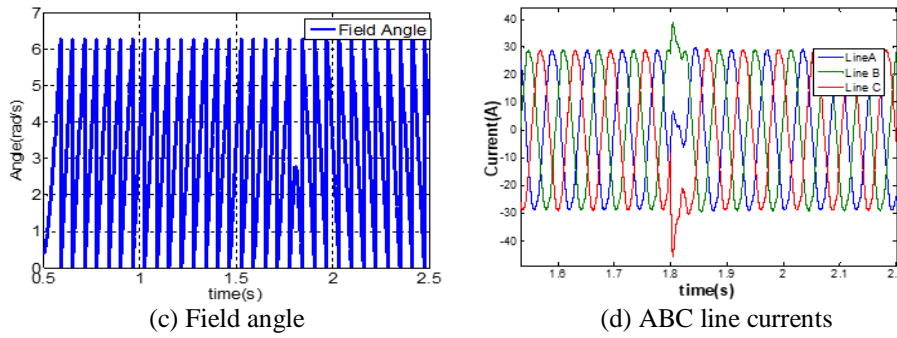 7
6
5
4
3
2
1
0
Angle(rad/s)
Field Angle
0.5
1
1.5
2
2.5
time(s)
(c) Field angle
40
30
20
10
0
-10
-20
-30
-40
Current(A)
LineA
Line B
Line C
1.6
1.7
1.8
1.9
2
2.1
2.
time(s)
(d) ABC line currents